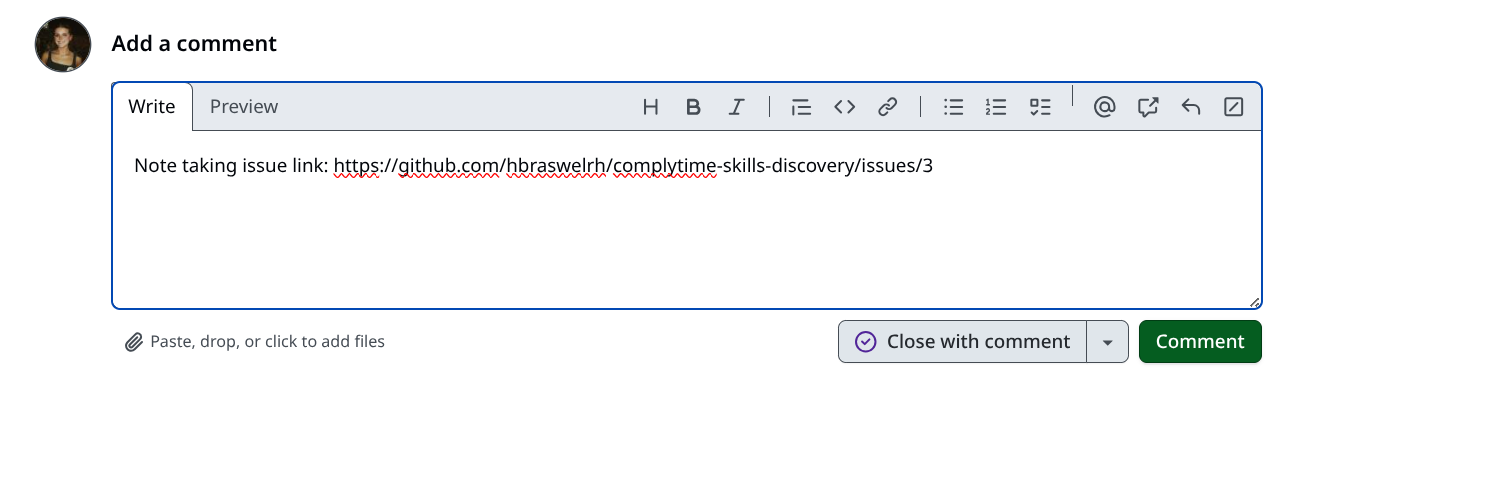 Add a comment
Write Preview
Note taking issue link: https://github.com/hbraswelrh/complytime-skills-discovery/issues/3
Paste, drop, or click to add files
Close with comment
Comment